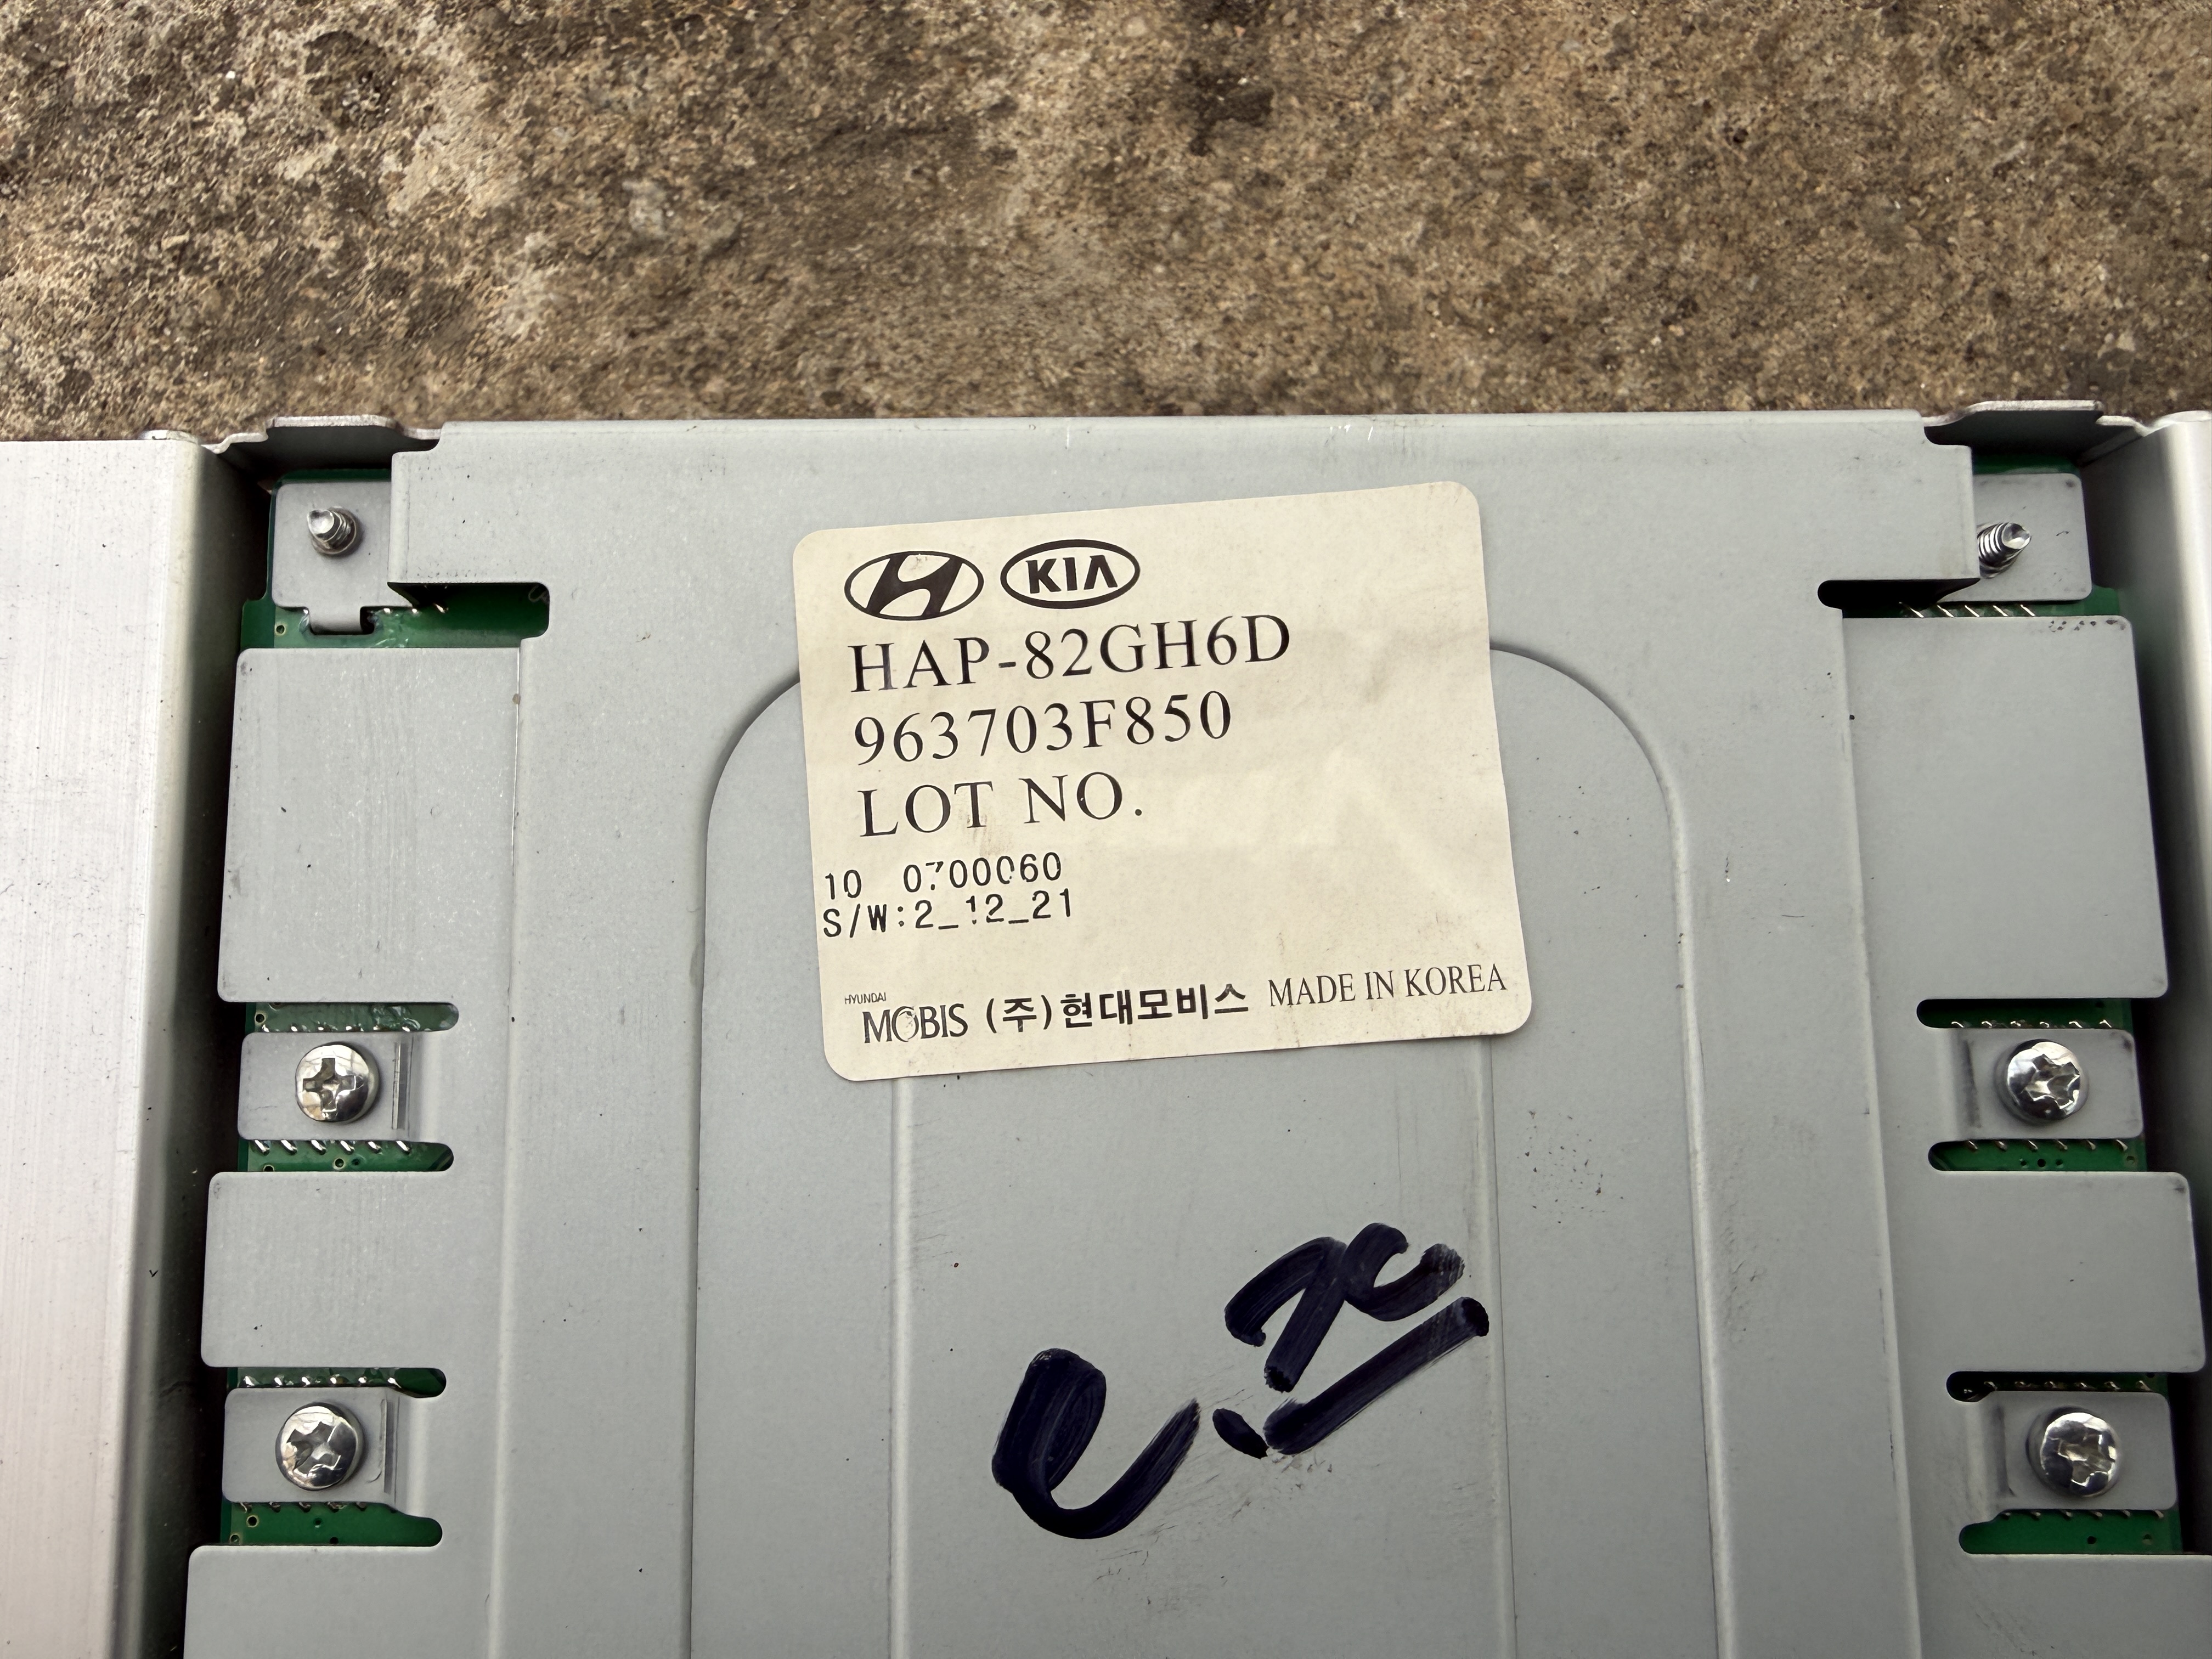 KIA
HAP-82GH6D
963703F850
LOT NO.
10 0700060
S/W:2_12_21
HYUNDAI
MOBIS (주)현대모비스 MADE IN KOREA